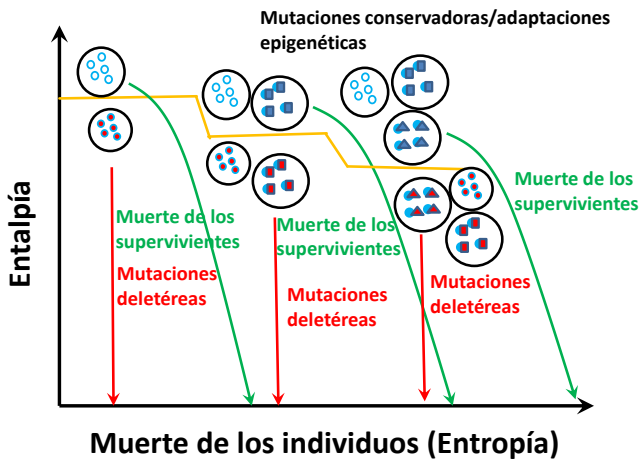 Mutaciones conservadoras/adaptaciones
epigenéticas
Entalpía
Muerte de los
supervivientes
Mutaciones
deletéreas
Muerte de los
supervivientes
Mutaciones
deletéreas
Muerte de los
supervivientes
Mutaciones
deletéreas
Muerte de los individuos (Entropía)